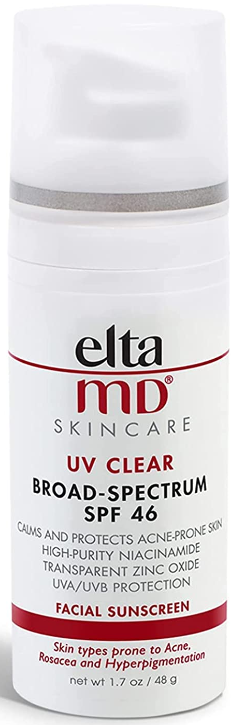 elta
MD®
SKINCARE
UV CLEAR
BROAD-SPECTRUM
SPF 46
CALMS AND PROTECTS ACNE-PRONE SKIN
HIGH-PURITY NIACINAMIDE
TRANSPARENT ZINC OXIDE
UVA/UVB PROTECTION
FACIAL SUNSCREEN
Skin types prone to Acne,
Rosacea and Hyperpigmentation
net wt 1.7 oz / 48 g